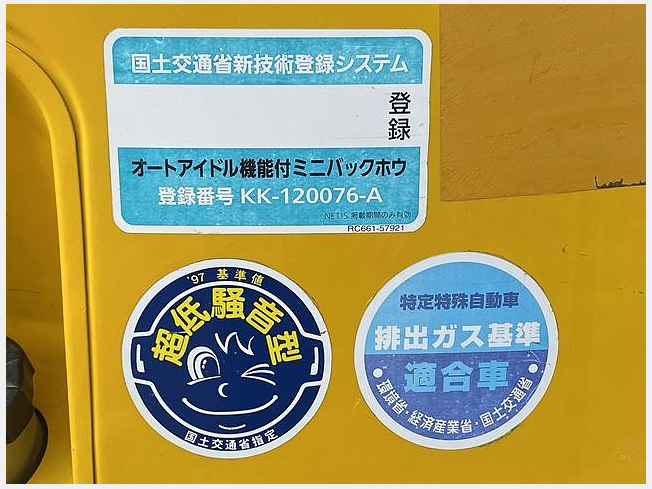 国土交通省新技術登録システム
登録
オートアイドル機能付ミニバックホウ
登録番号 KK-120076-A
NETIS 掲載期間のみ有効
RC661-57921
'97 基準値
超低騒音型
国土交通省指定
特定特殊自動車
排出ガス基準
適合車
・環境省・経済産業省・国土交通省・